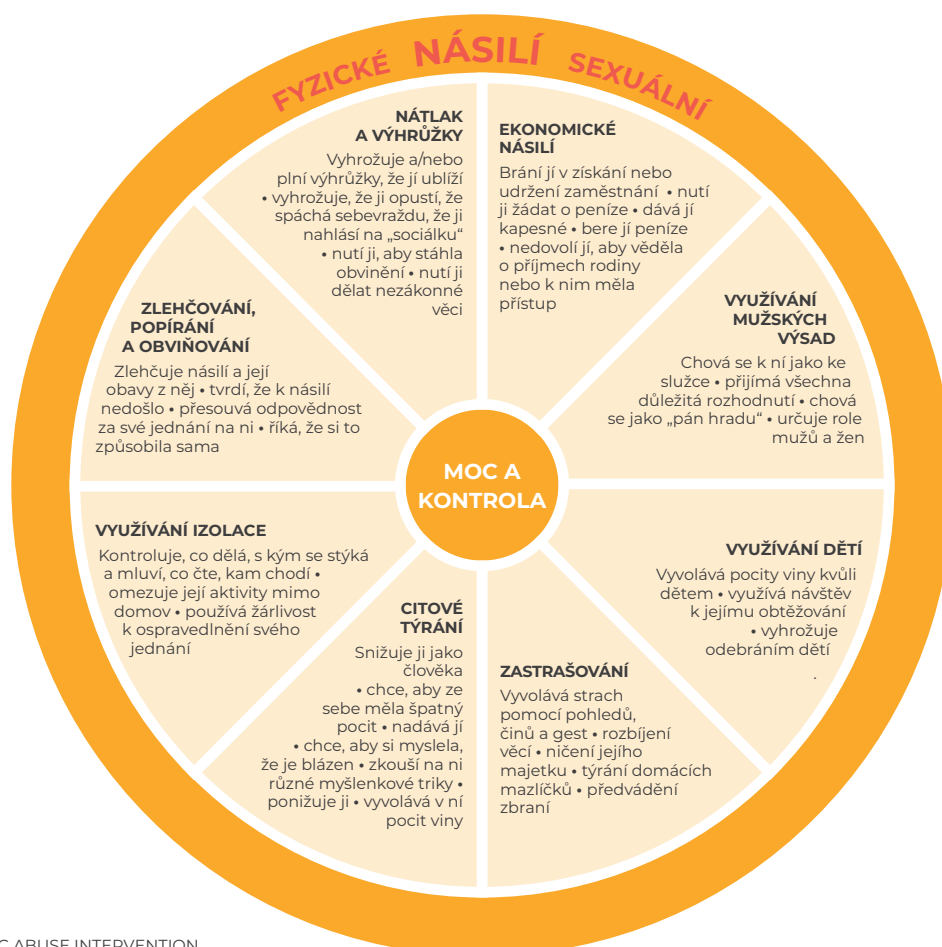 FYZICKÉ NÁSILÍ SEXUÁLNÍ
NÁTLAK
A VÝHRŮŽKY
Vyhrožuje a/nebo
plní výhrůžky, že jí ublíží
• vyhrožuje, že ji opustí, že
spáchá sebevraždu, že ji
nahlásí na „sociálku“
• nutí ji, aby stáhla
obvinění • nutí ji
dělat nezákonné
věci
EKONOMICKÉ
NÁSILÍ
Brání jí v získání nebo
udržení zaměstnání • nutí
ji žádat o peníze • dává jí
kapesné • bere jí peníze
• nedovolí jí, aby věděla
o příjmech rodiny
nebo k nim měla
přístup
VYUŽÍVÁNÍ
MUŽSKÝCH
VÝSAD
Chová se k ní jako ke
služce • přijímá všechna
důležitá rozhodnutí • chová
se jako „pán hradu“ • určuje role
mužů a žen
ZLEHČOVÁNÍ,
POPÍRÁNÍ
A OBVIŇOVÁNÍ
Zlehčuje násilí a její
obavy z něj • tvrdí, že k násilí
nedošlo • přesouvá odpovědnost
za své jednání na ni • říká, že si to
způsobila sama
MOC A
KONTROLA
VYUŽÍVÁNÍ IZOLACE
Kontroluje, co dělá, s kým se stýká
a mluví, co čte, kam chodí •
omezuje její aktivity mimo
domov • používá žárlivost
k ospravedlnění svého
jednání
CITOVÉ
TÝRÁNÍ
Snižuje ji jako
člověka
• chce, aby ze
sebe měla špatný
pocit • nadává jí
• chce, aby si myslela,
že je blázen • zkouší na ni
různé myšlenkové triky •
ponižuje ji • vyvolává v ní
pocit viny
ZASTRAŠOVÁNÍ
Vyvolává strach
pomocí pohledů,
činů a gest • rozbíjení
věcí • ničení jejího
majetku • týrání domácích
mazlíčků • předvádění
zbraní
VYUŽÍVÁNÍ DĚTÍ
Vyvolává pocity viny kvůli
dětem • využívá návštěv
k jejímu obtěžování
• vyhrožuje
odebráním dětí
.
C ABUSE INTERVENTION